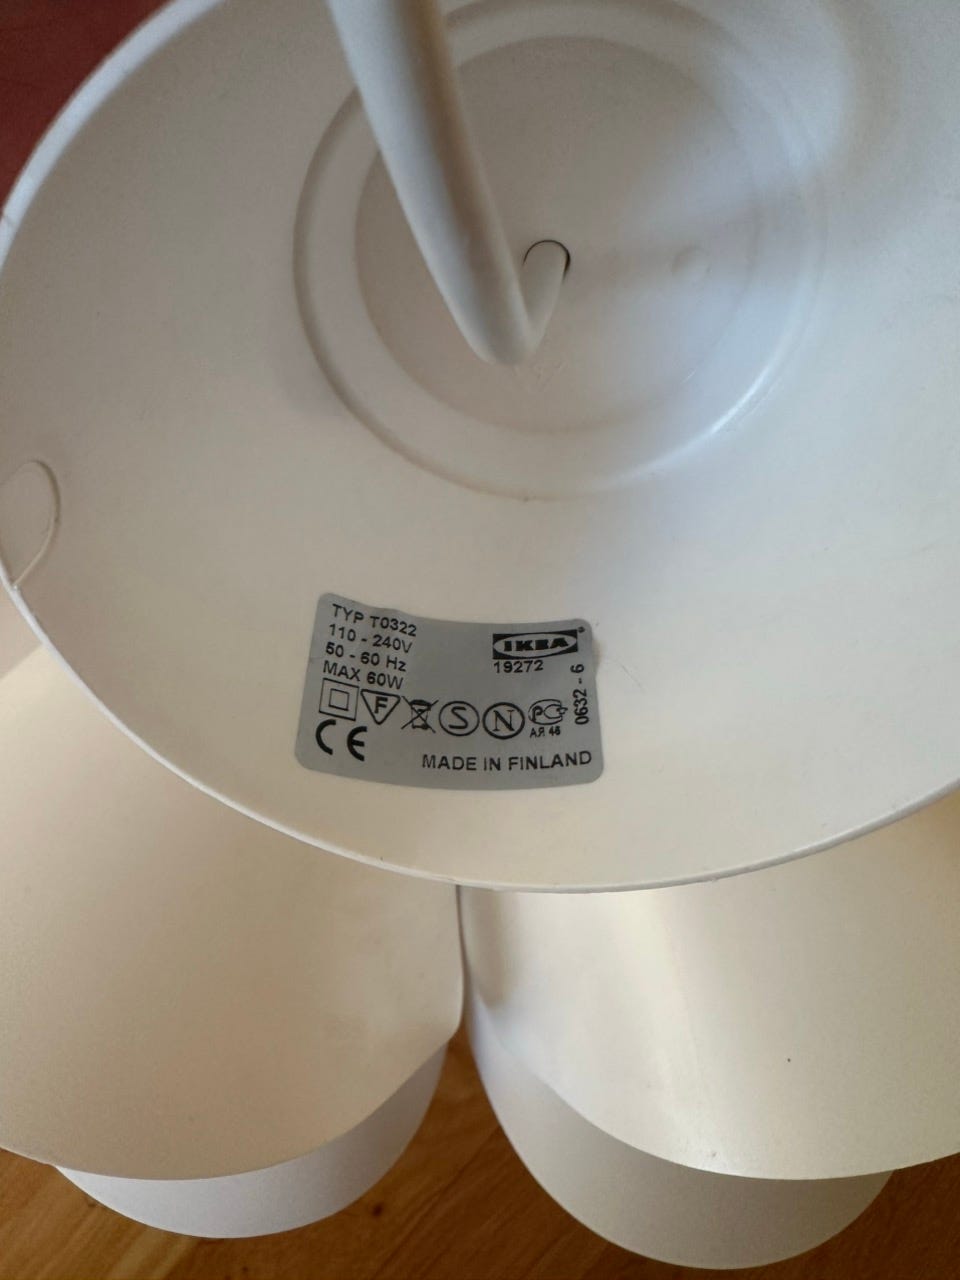 TYP T0322
110 - 240V
50 - 60 Hz
MAX 60W
IKEA®
19272
0632 - 6
F
S
N
РСТ
АЯ 46
CE
MADE IN FINLAND